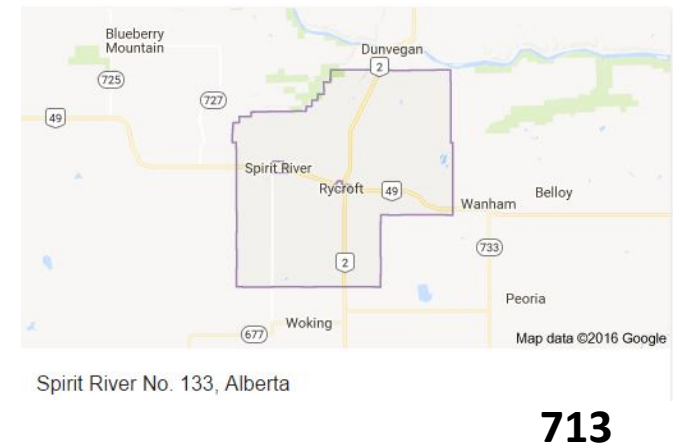 Blueberry
Mountain
Dunvegan
2
725
727
49
Spirit River
Rycroft
49
Wanham
Belloy
733
2
Peoria
Woking
677
Map data ©2016 Google
Spirit River No. 133, Alberta
713